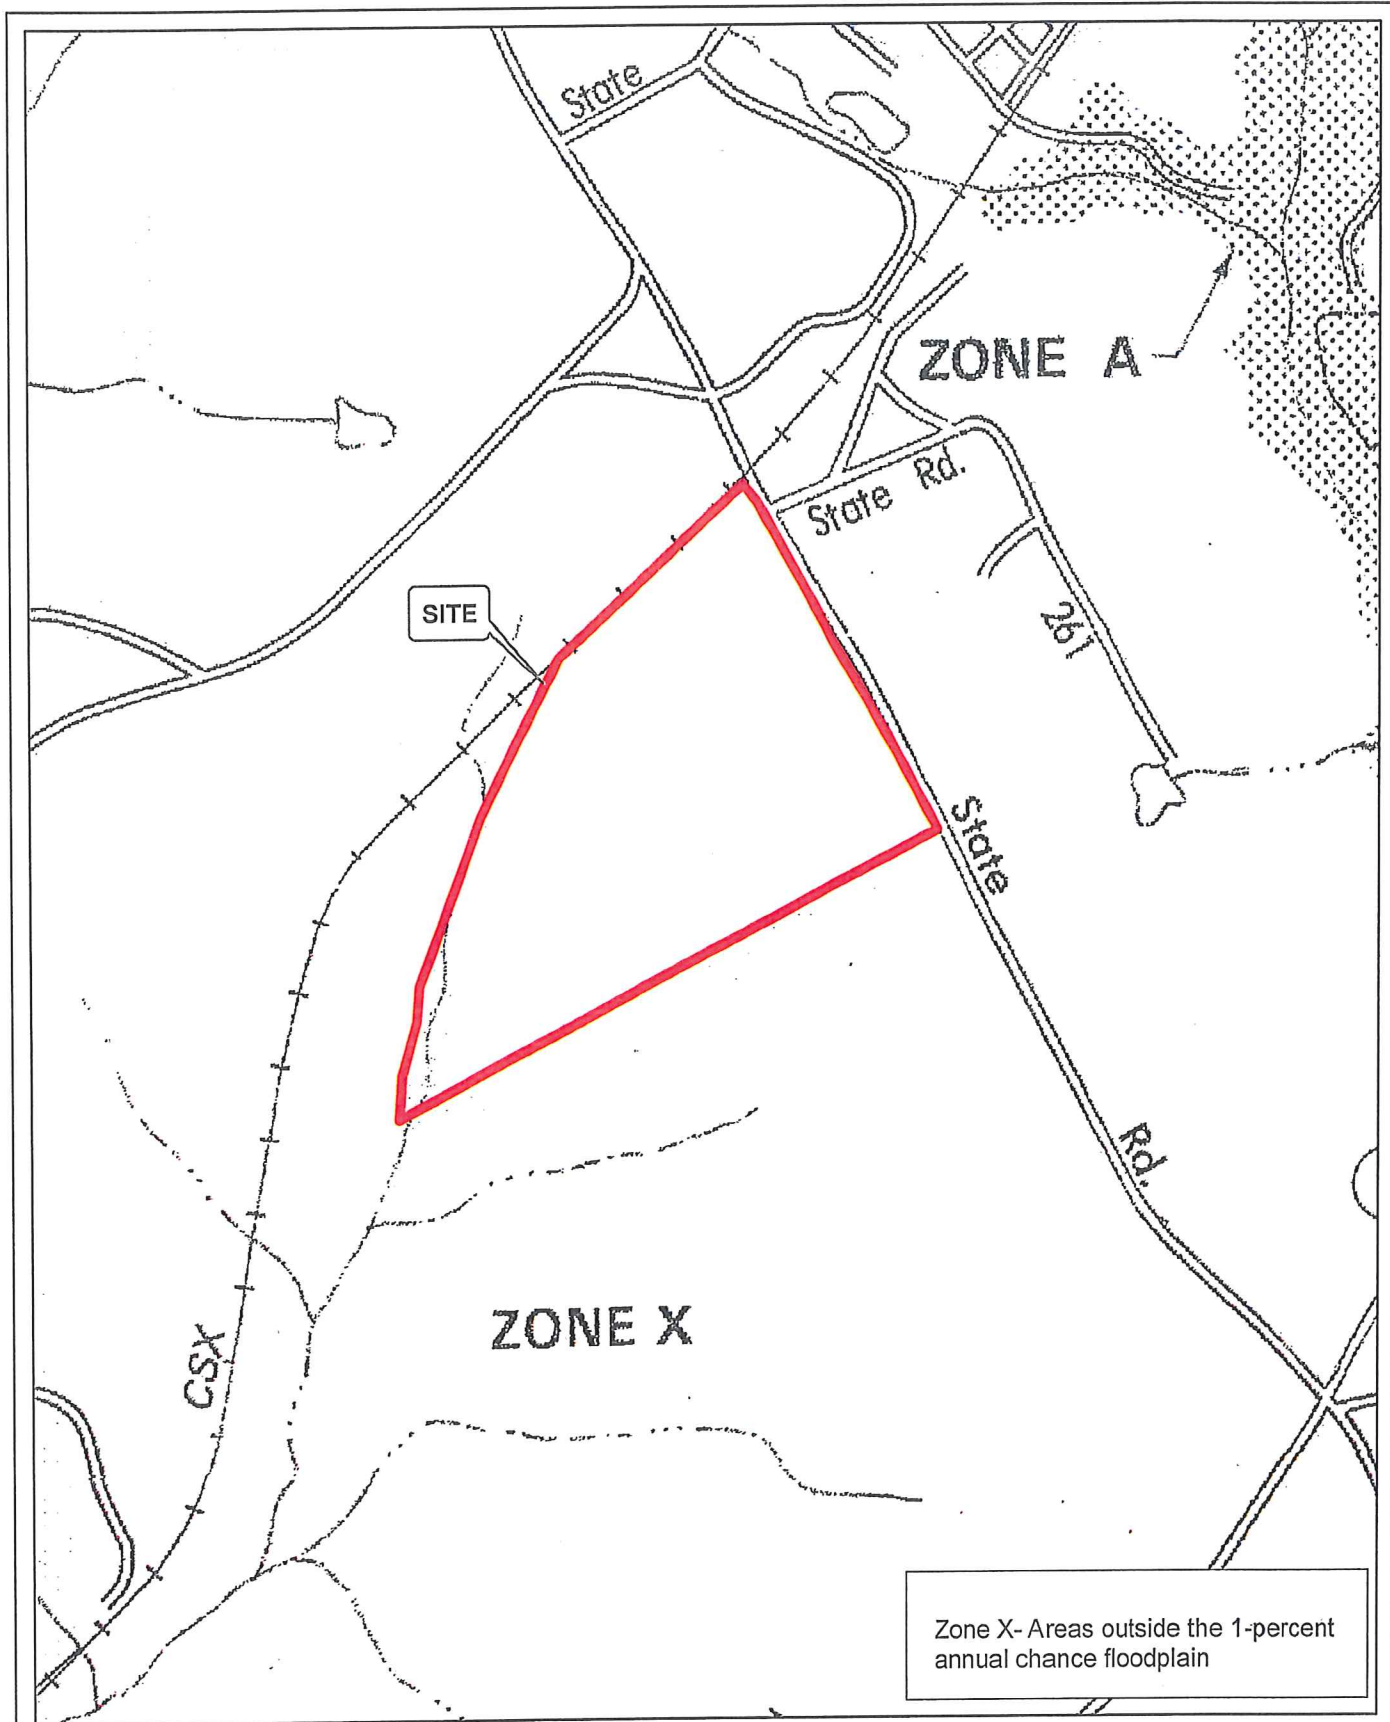 State
ZONE A
State Rd.
SITE
261
State
Rd.
ZONE X
CSX
Zone X- Areas outside the 1-percent
annual chance floodplain